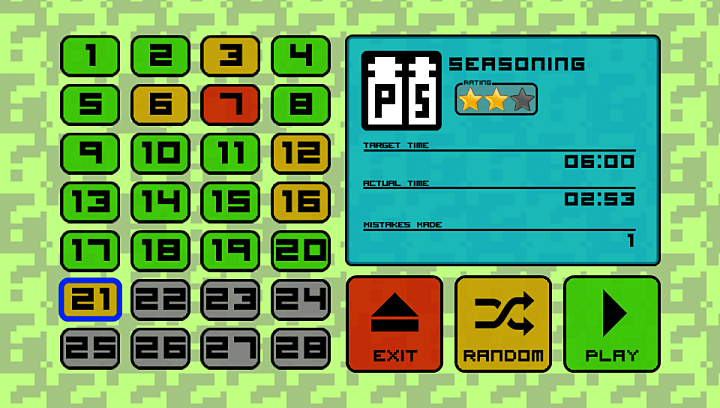 1 2 3 4
5 6 7 8
9 10 11 12
13 14 15 16
17 18 19 20
21 22 23 24
25 26 27 28
P S
SEASONING
RATING
TARGET TIME
06:00
ACTUAL TIME
02:53
MISTAKES MADE
1
EXIT RANDOM PLAY